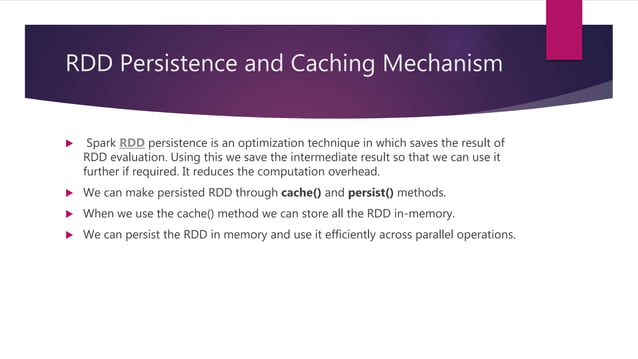 RDD Persistence and Caching Mechanism
Spark RDD persistence is an optimization technique in which saves the result of
RDD evaluation. Using this we save the intermediate result so that we can use it
further if required. It reduces the computation overhead.
We can make persisted RDD through cache() and persist() methods.
When we use the cache() method we can store all the RDD in-memory.
We can persist the RDD in memory and use it efficiently across parallel operations.